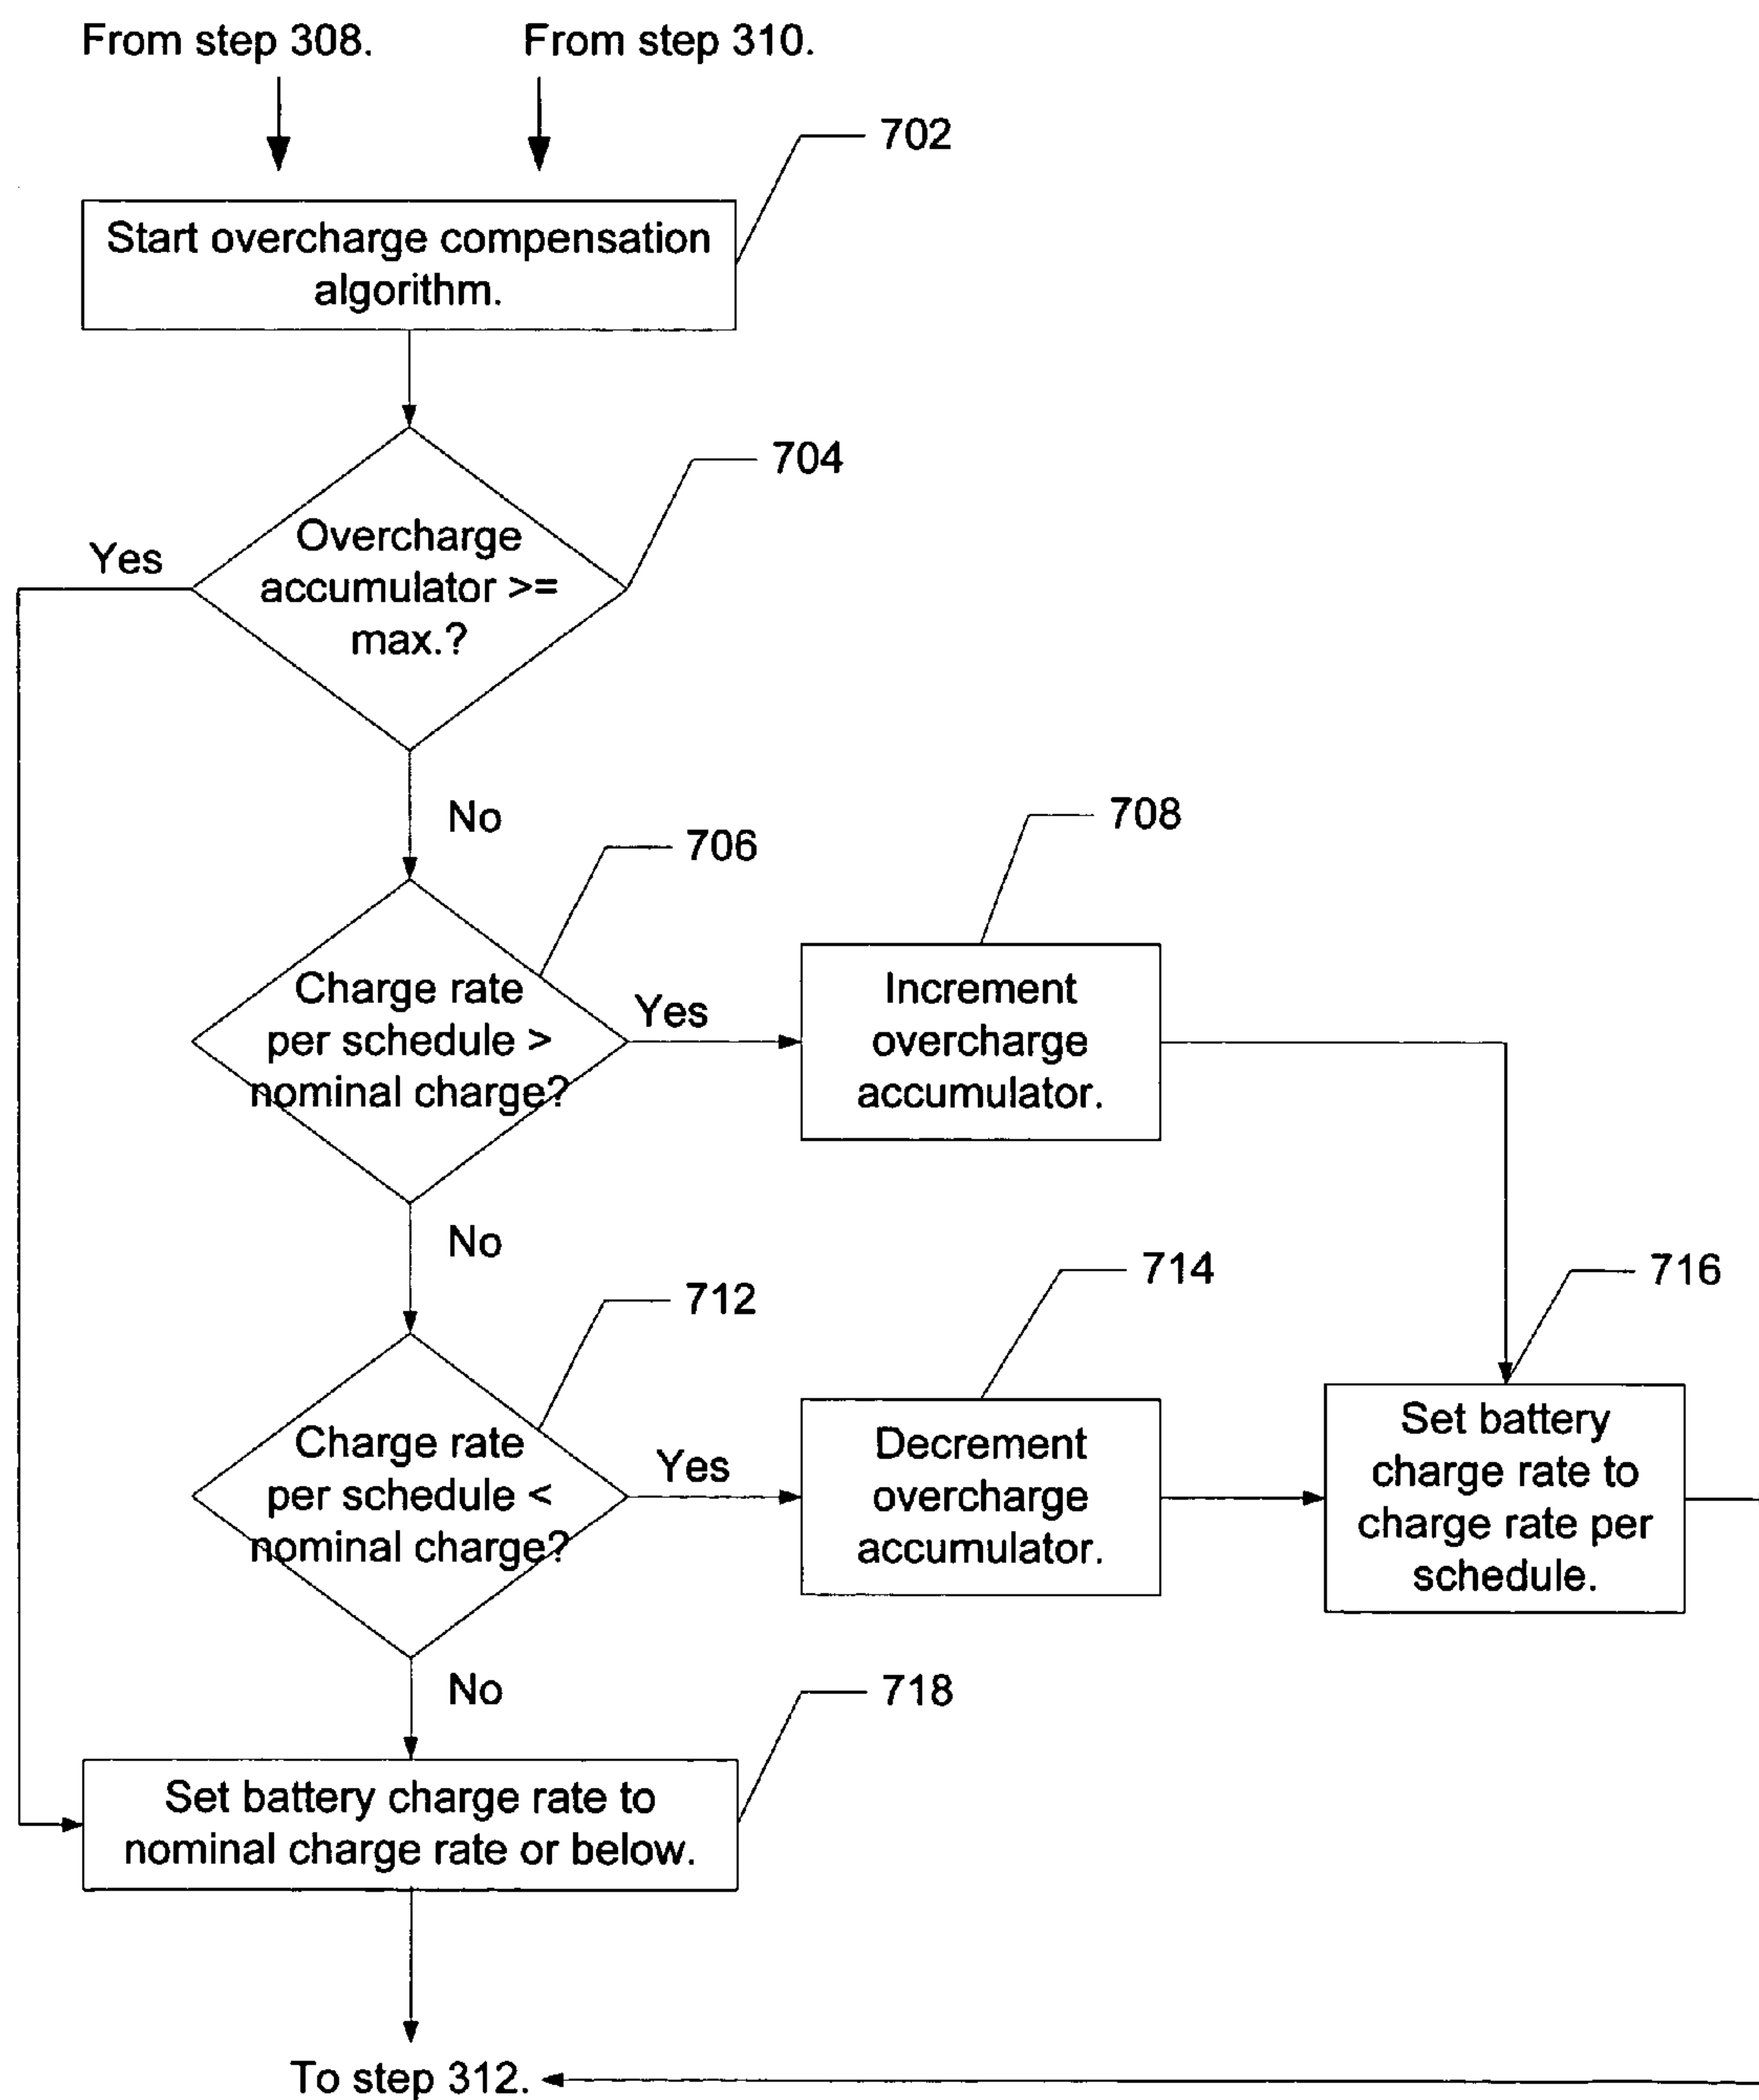 From step 308.
From step 310.
702
Start overcharge compensation
algorithm.
704
Yes
Overcharge
accumulator >=
max.?
No
706
708
Charge rate
per schedule >
nominal charge?
Yes
Increment
overcharge
accumulator.
No
712
714
716
Charge rate
per schedule <
nominal charge?
Yes
Decrement
overcharge
accumulator.
Set battery
charge rate to
charge rate per
schedule.
No
718
Set battery charge rate to
nominal charge rate or below.
To step 312.